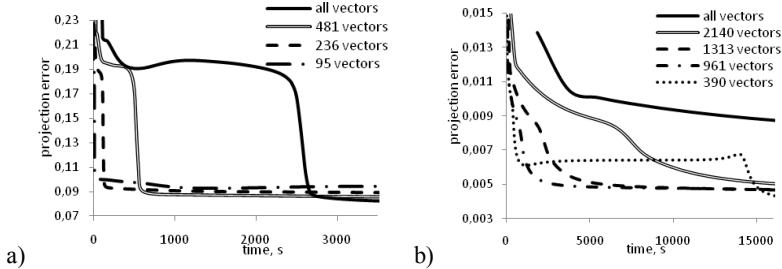 0,23
0,21
0,19
0,17
0,15
0,13
0,11
0,09
0,07
projection error
0
1000
2000
3000
time, s
all vectors
481 vectors
236 vectors
95 vectors
a)
0,015
0,013
0,011
0,009
0,007
0,005
0,003
projection error
0
5000
10000
15000
time, s
all vectors
2140 vectors
1313 vectors
961 vectors
390 vectors
b)